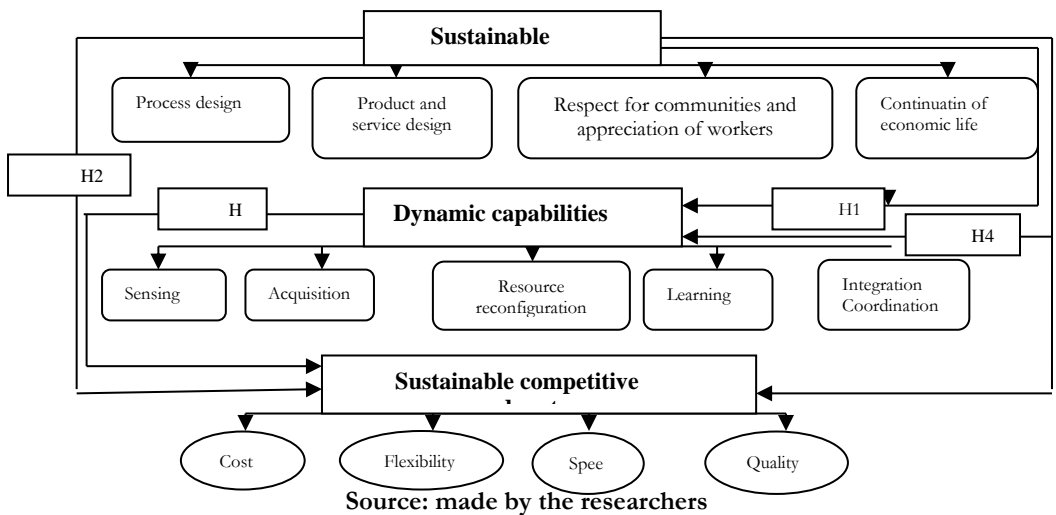 Sustainable
Process design
Product and
service design
Respect for communities and
appreciation of workers
Continuatin of
economic life
H2
H
Dynamic capabilities
H1
H4
Sensing
Acquisition
Resource
reconfiguration
Learning
Integration
Coordination
Sustainable competitive
Cost
Flexibility
Spee
Quality
Source: made by the researchers